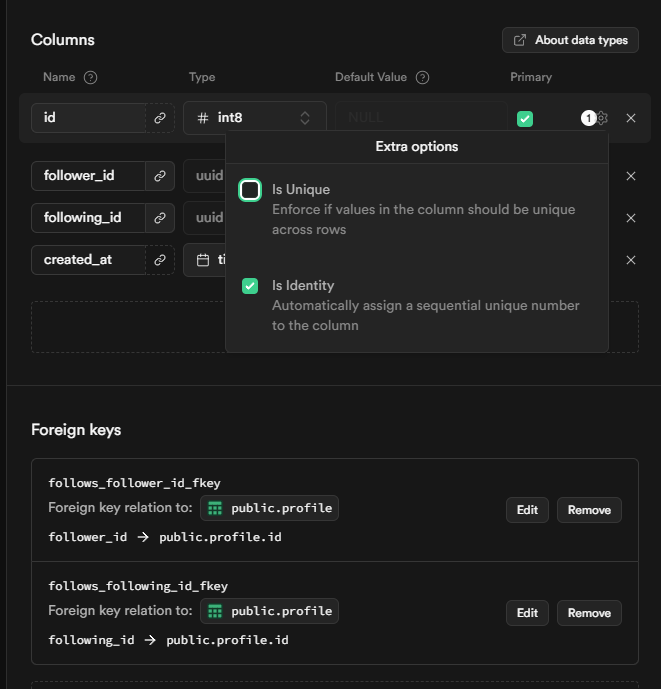 Columns
About data types
Name
Type
Default Value
Primary
id
int8
NULL
1
Extra options
follower_id
uuid
Is Unique
Enforce if values in the column should be unique
across rows
following_id
uuid
created_at
ti
Is Identity
Automatically assign a sequential unique number
to the column
Foreign keys
follows_follower_id_fkey
Foreign key relation to: public.profile
Edit
Remove
follower_id → public.profile.id
follows_following_id_fkey
Foreign key relation to: public.profile
Edit
Remove
following_id → public.profile.id